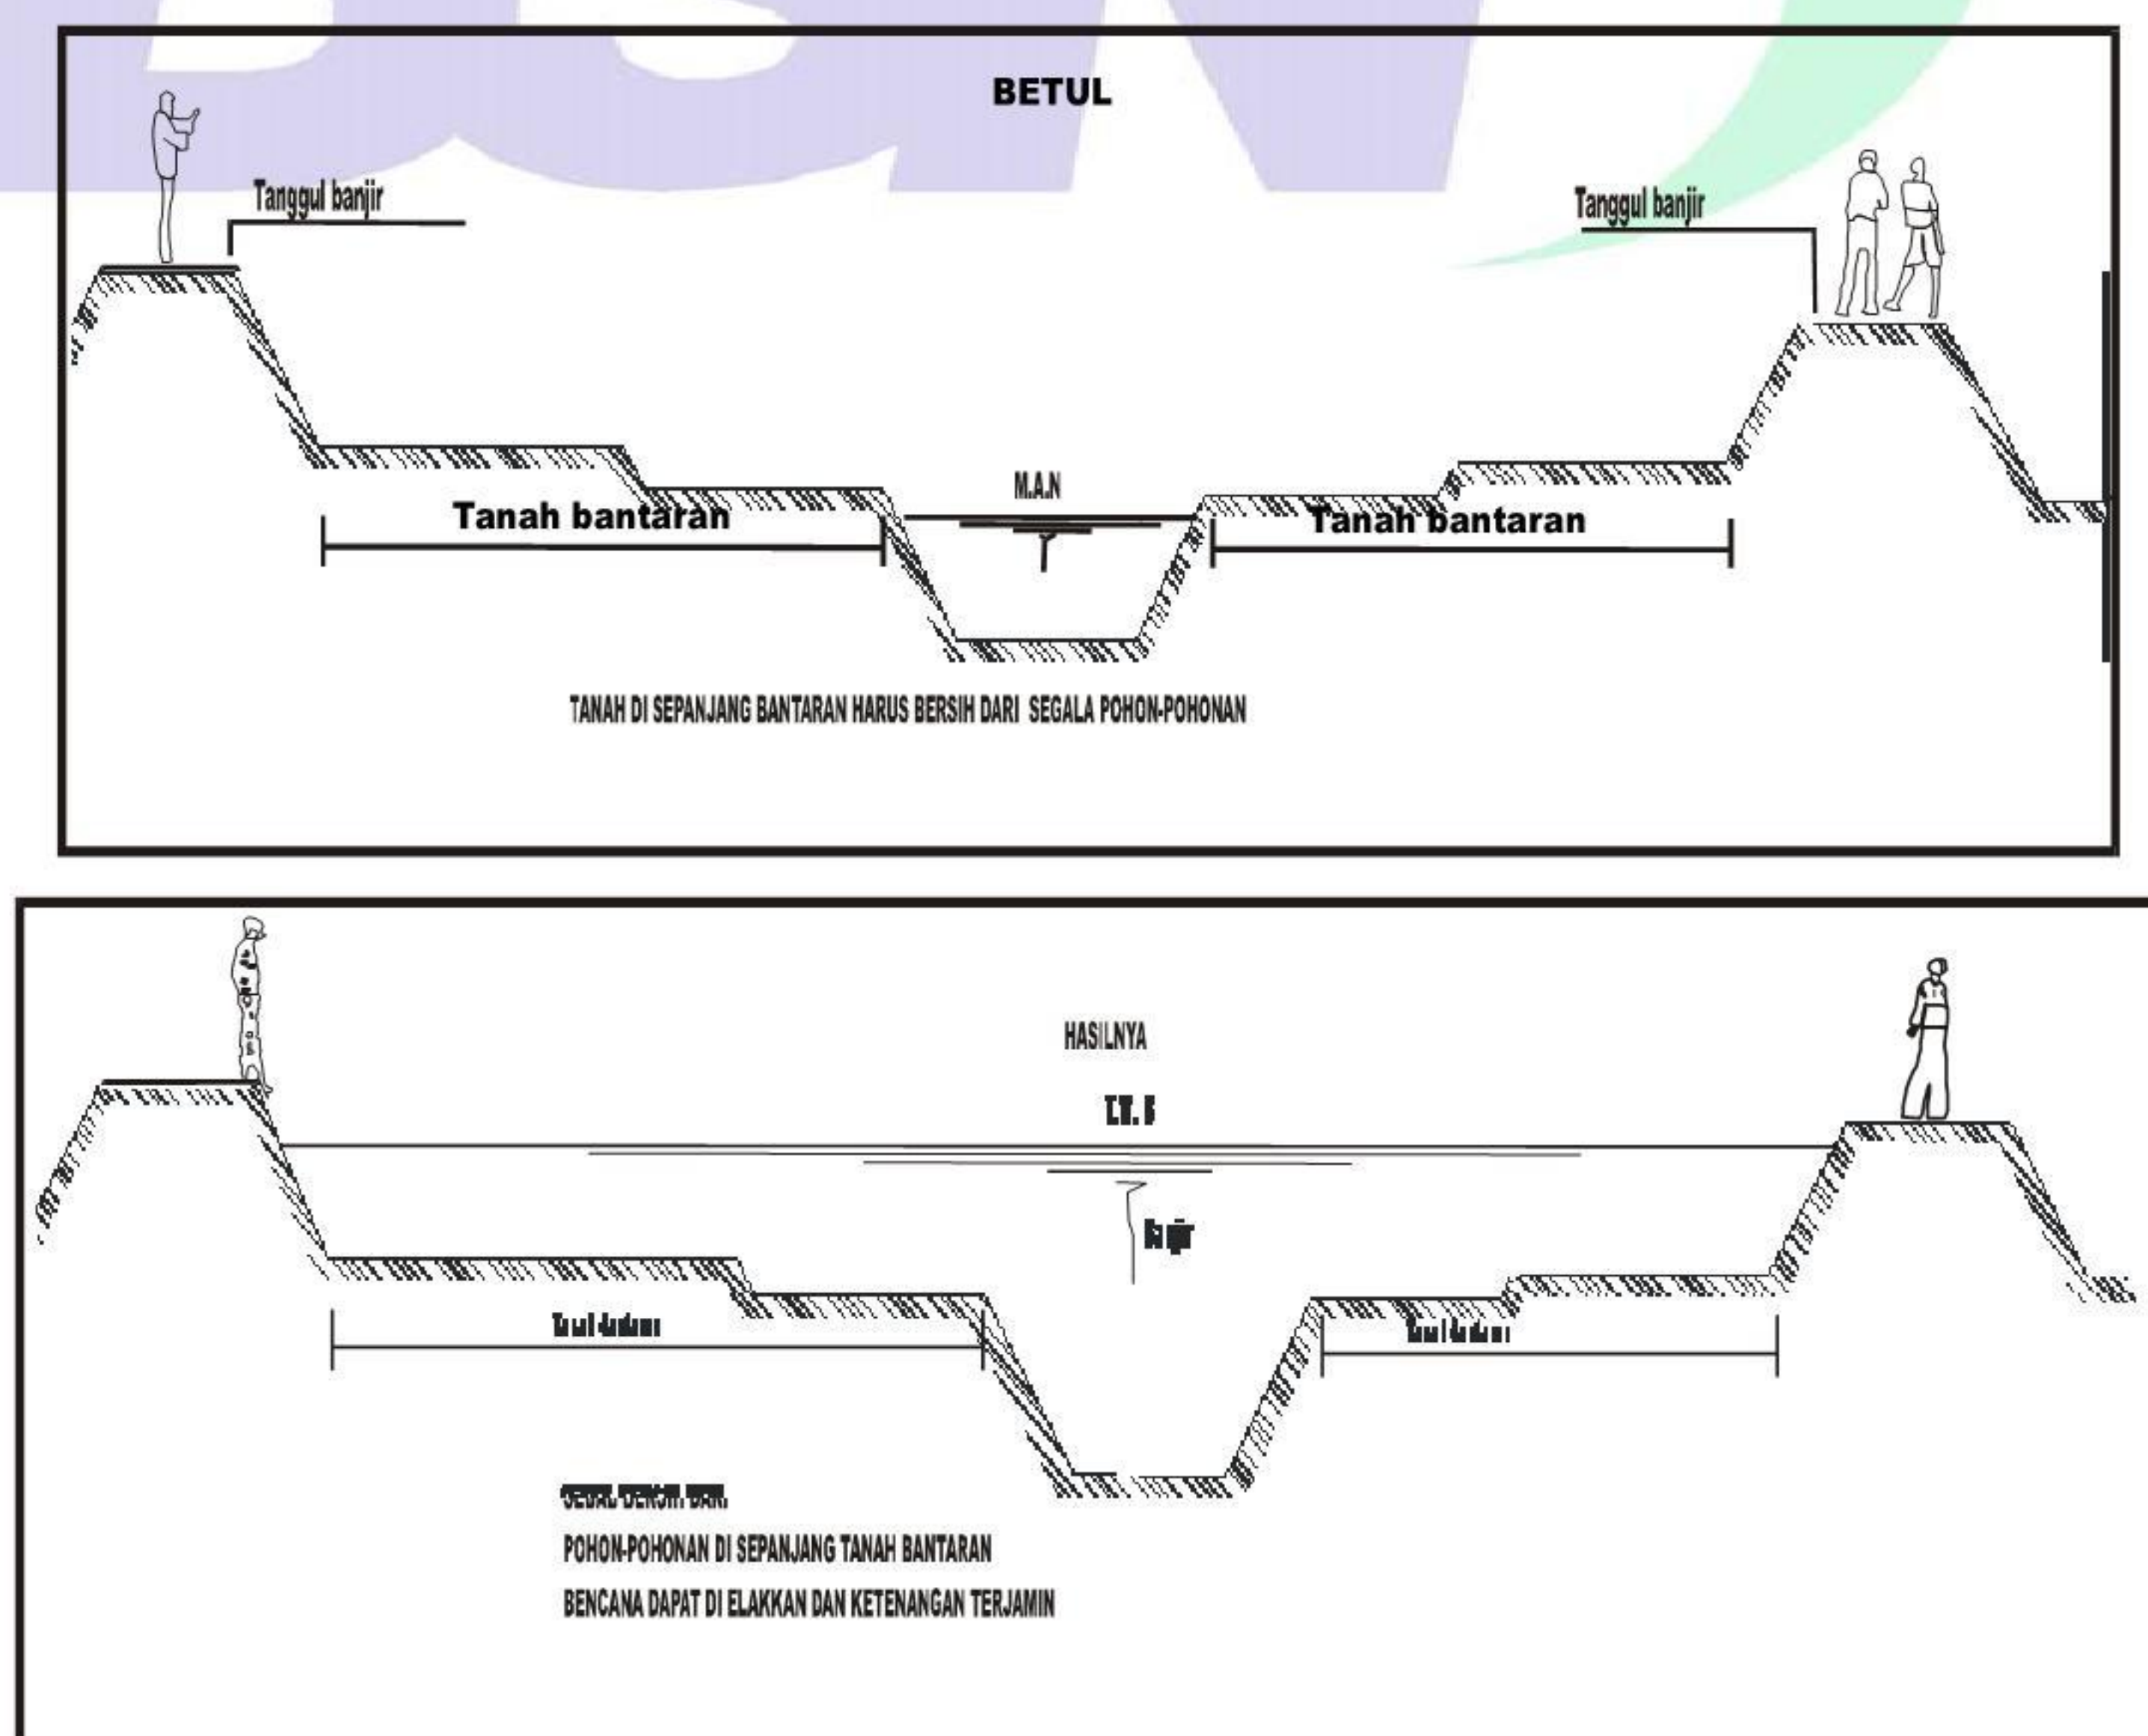 BETUL
Tanggul banjir
Tanggul banjir
M.A.N
Tanah bantaran
Tanah bantaran
TANAH DI SEPANJANG BANTARAN HARUS BERSIH DARI SEGALA POHON-POHONAN
HASILNYA
POHON-POHONAN DI SEPANJANG TANAH BANTARAN
BENCANA DAPAT DI ELAKKAN DAN KETENANGAN TERJAMIN